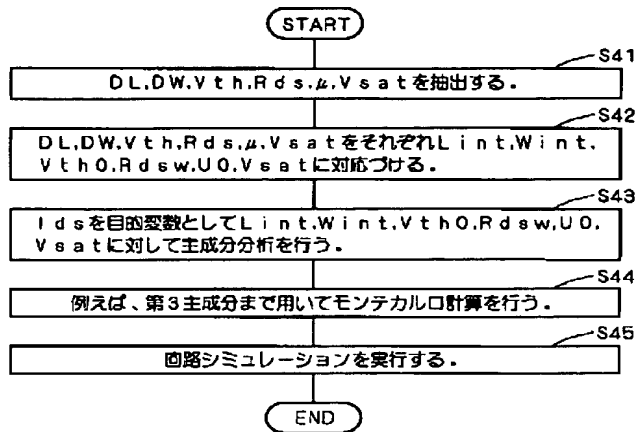 START
S41
DL,DW,Vth,Rds,μ,Vsatを抽出する。
S42
DL,DW,Vth,Rds,μ,VsatをそれぞれLint,Wint,
Vth0,Rdsw,U0,Vsatに対応づける。
S43
Idsを目的変数としてLint,Wint,Vth0,Rdsw,U0,
Vsatに対して主成分分析を行う。
S44
例えば、第3主成分まで用いてモンテカルロ計算を行う。
S45
回路シミュレーションを実行する。
END